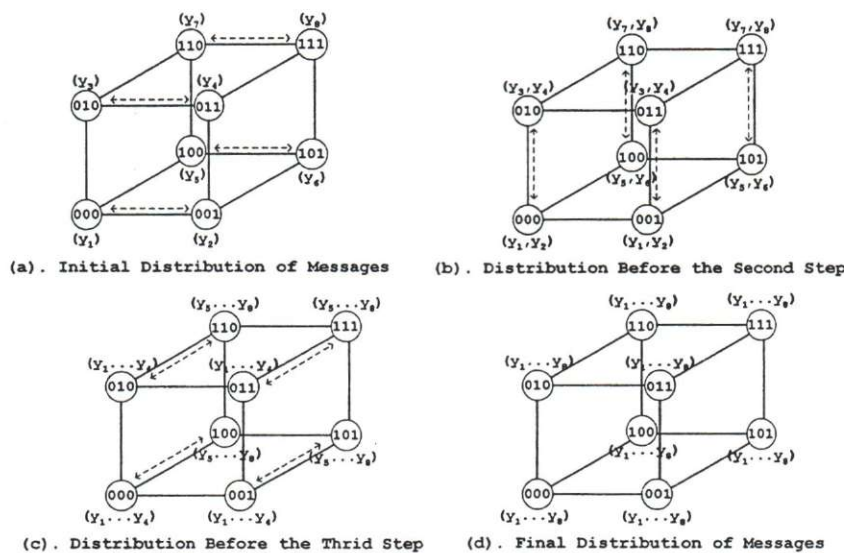 (y₇) (y₈)
110 111
(y₃) (y₄)
010 011
100 101
(y₅) (y₆)
000 001
(y₁) (y₂)
(a). Initial Distribution of Messages
(y₇,y₈) (y₇,y₈)
110 111
(y₃,y₄) (y₃,y₄)
010 011
100 101
(y₅,y₆) (y₅,y₆)
000 001
(y₁,y₂) (y₁,y₂)
(b). Distribution Before the Second Step
(y₅...y₈) (y₅...y₈)
110 111
(y₁...y₄) (y₁...y₄)
010 011
100 101
(y₅...y₈) (y₅...y₈)
000 001
(y₁...y₄) (y₁...y₄)
(c). Distribution Before the Thrid Step
(y₁...y₈) (y₁...y₈)
110 111
(y₁...y₈) (y₁...y₈)
010 011
100 101
(y₁...y₈) (y₁...y₈)
000 001
(y₁...y₈) (y₁...y₈)
(d). Final Distribution of Messages